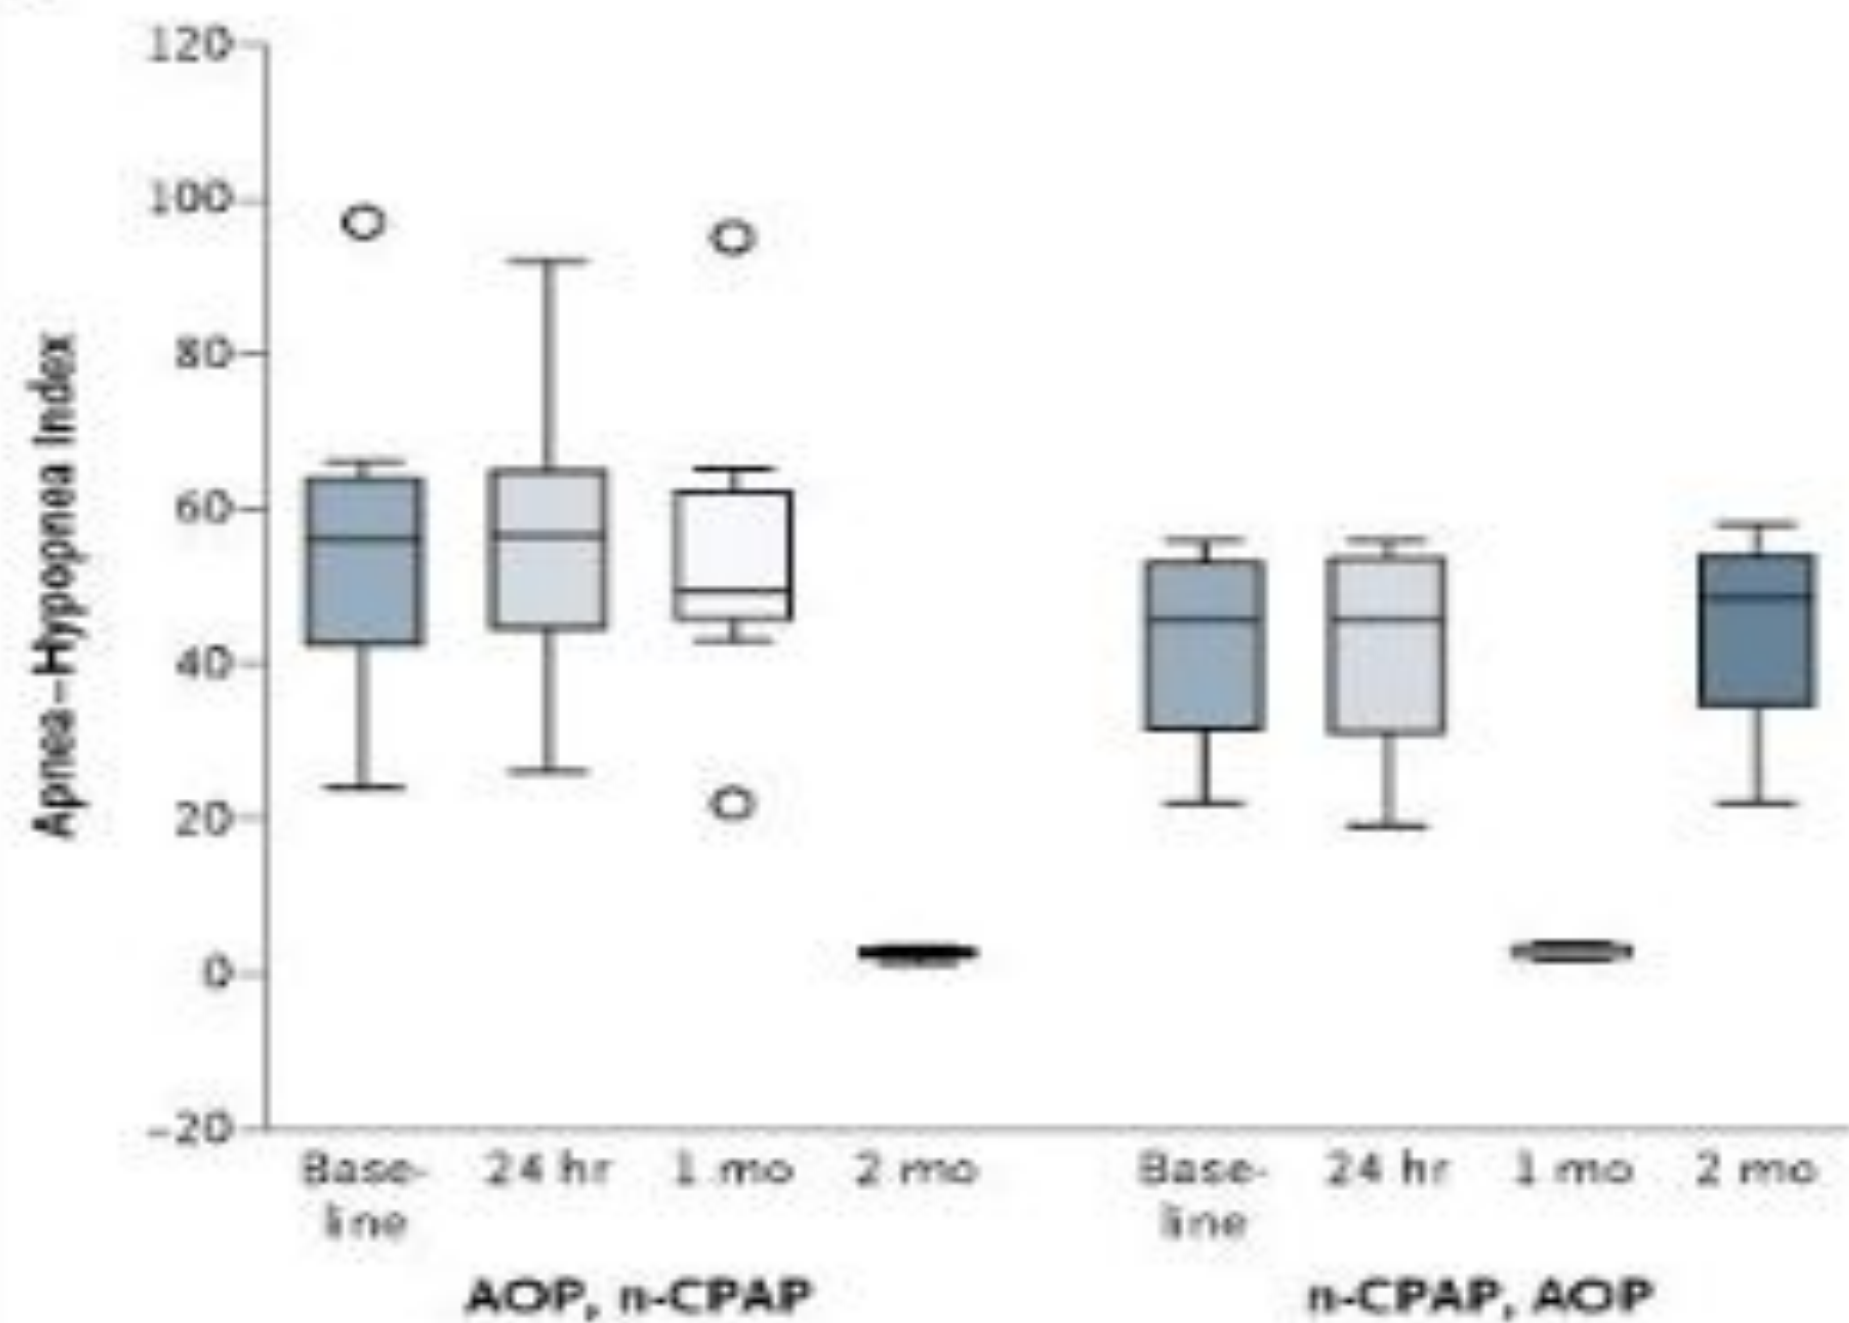 Apnea–Hypopnea Index
120
100
80
60
40
20
0
–20
Base-
line
24 hr
1 mo
2 mo
Base-
line
24 hr
1 mo
2 mo
AOP, n-CPAP
n-CPAP, AOP